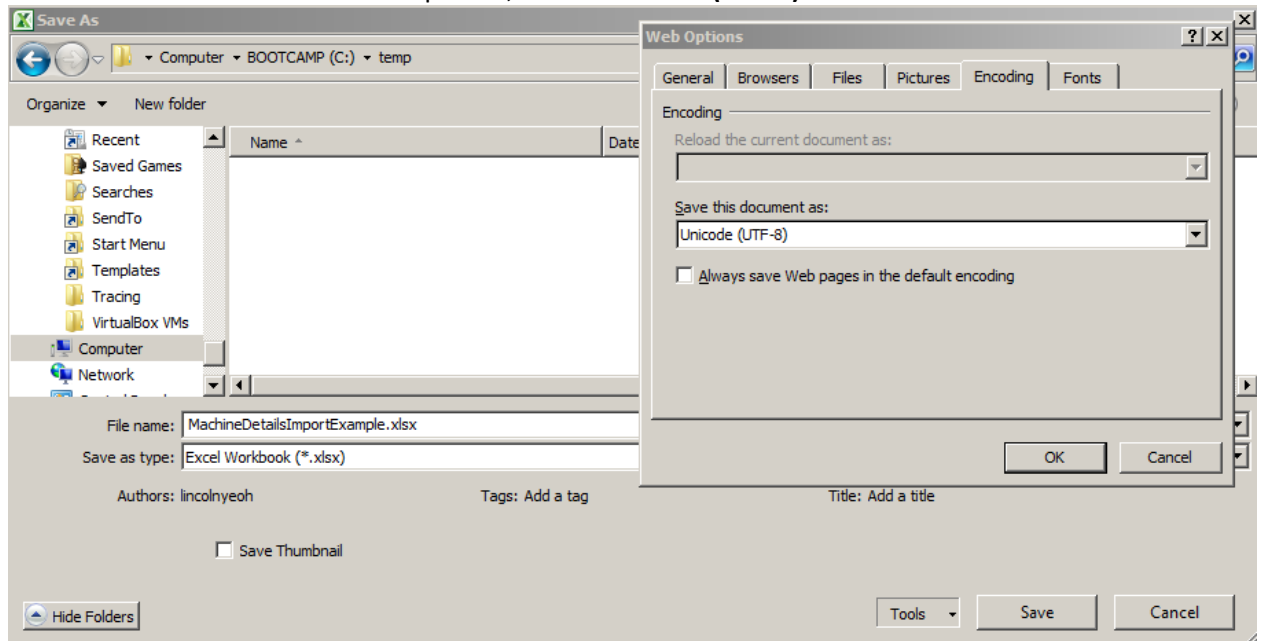 Save As
Computer BOOTCAMP (C:) temp
Organize New folder
Name Date
Recent
Saved Games
Searches
SendTo
Start Menu
Templates
Tracing
VirtualBox VMs
Computer
Network
File name: MachineDetailsImportExample.xlsx
Save as type: Excel Workbook (*.xlsx)
Authors: lincolnyeoh Tags: Add a tag Title: Add a title
Save Thumbnail
Hide Folders Tools Save Cancel
Web Options
General Browsers Files Pictures Encoding Fonts
Encoding
Reload the current document as:
Save this document as:
Unicode (UTF-8)
Always save Web pages in the default encoding
OK Cancel